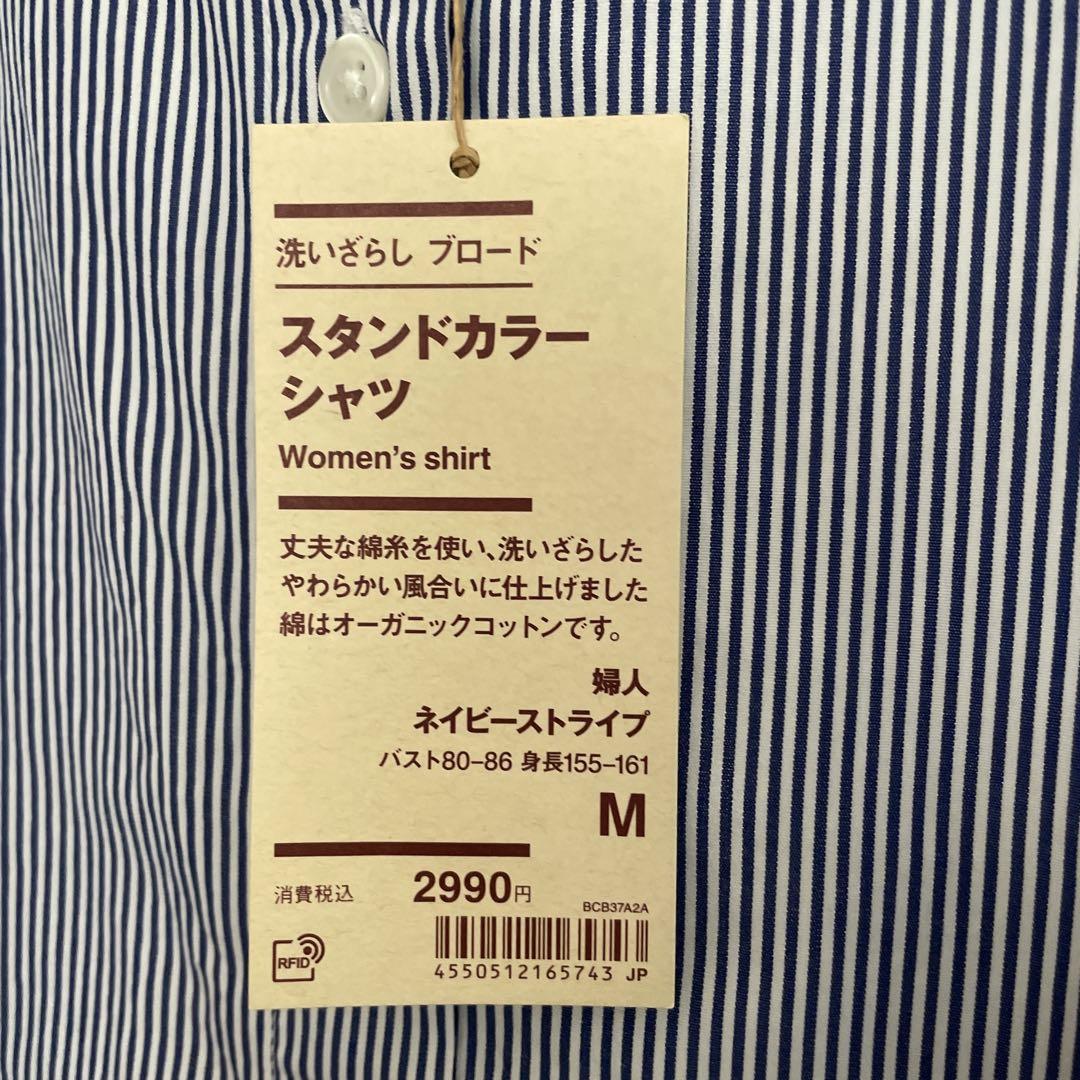 洗いざらし ブロード
スタンドカラー
シャツ
Women's shirt
丈夫な綿糸を使い、洗いざらした
やわらかい風合いに仕上げました
綿はオーガニックコットンです。
婦人
ネイビーストライプ
バスト80–86 身長155–161
M
消費税込 2990円
BCB37A2A
RFID
4550512165743 JP